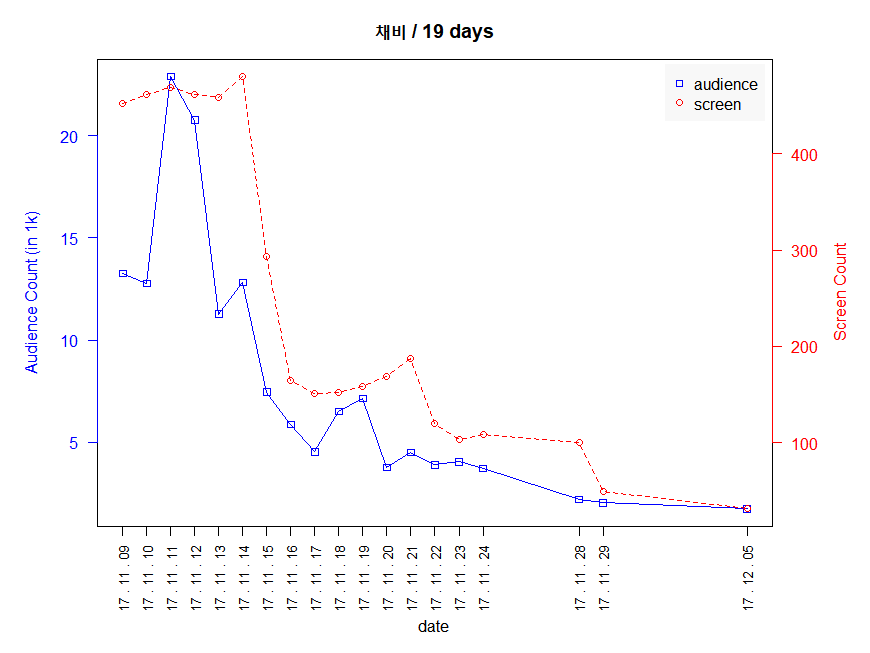 채비 / 19 days
audience
screen
Audience Count (in 1k)
20
15
10
5
400
300
200
100
Screen Count
17 . 11 . 09
17 . 11 . 10
17 . 11 . 11
17 . 11 . 12
17 . 11 . 13
17 . 11 . 14
17 . 11 . 15
17 . 11 . 16
17 . 11 . 17
17 . 11 . 18
17 . 11 . 19
17 . 11 . 20
17 . 11 . 21
17 . 11 . 22
17 . 11 . 23
17 . 11 . 24
17 . 11 . 28
17 . 11 . 29
17 . 12 . 05
date